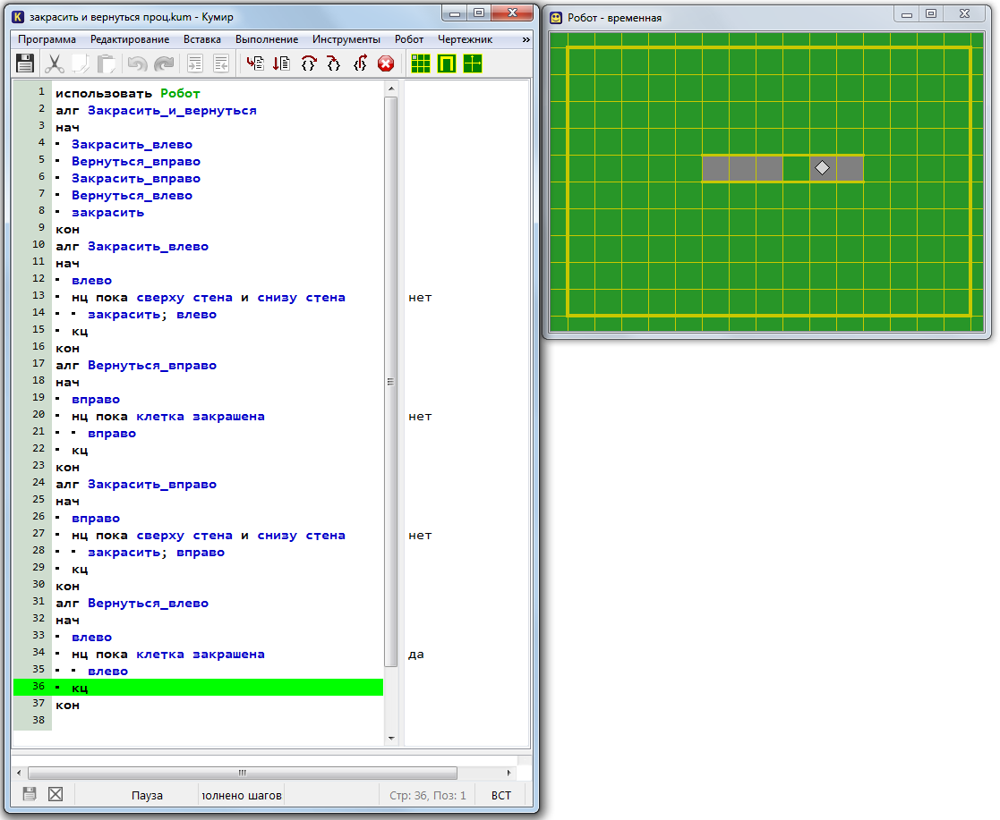 закрасить и вернуться проц.kum - Кумир
Программа Редактирование Вставка Выполнение Инструменты Робот Чертежник »
1 использовать Робот
2 алг Закрасить_и_вернуться
3 нач
4 Закрасить_влево
5 Вернуться_вправо
6 Закрасить_вправо
7 Вернуться_влево
8 закрасить
9 кон
10 алг Закрасить_влево
11 нач
12 влево
13 нц пока сверху стена и снизу стена нет
14 закрасить; влево
15 кц
16 кон
17 алг Вернуться_вправо
18 нач
19 вправо
20 нц пока клетка закрашена нет
21 вправо
22 кц
23 кон
24 алг Закрасить_вправо
25 нач
26 вправо
27 нц пока сверху стена и снизу стена нет
28 закрасить; вправо
29 кц
30 кон
31 алг Вернуться_влево
32 нач
33 влево
34 нц пока клетка закрашена да
35 влево
36 кц
37 кон
38
Пауза олнено шагов Стр: 36, Поз: 1 ВСТ
Робот - временная